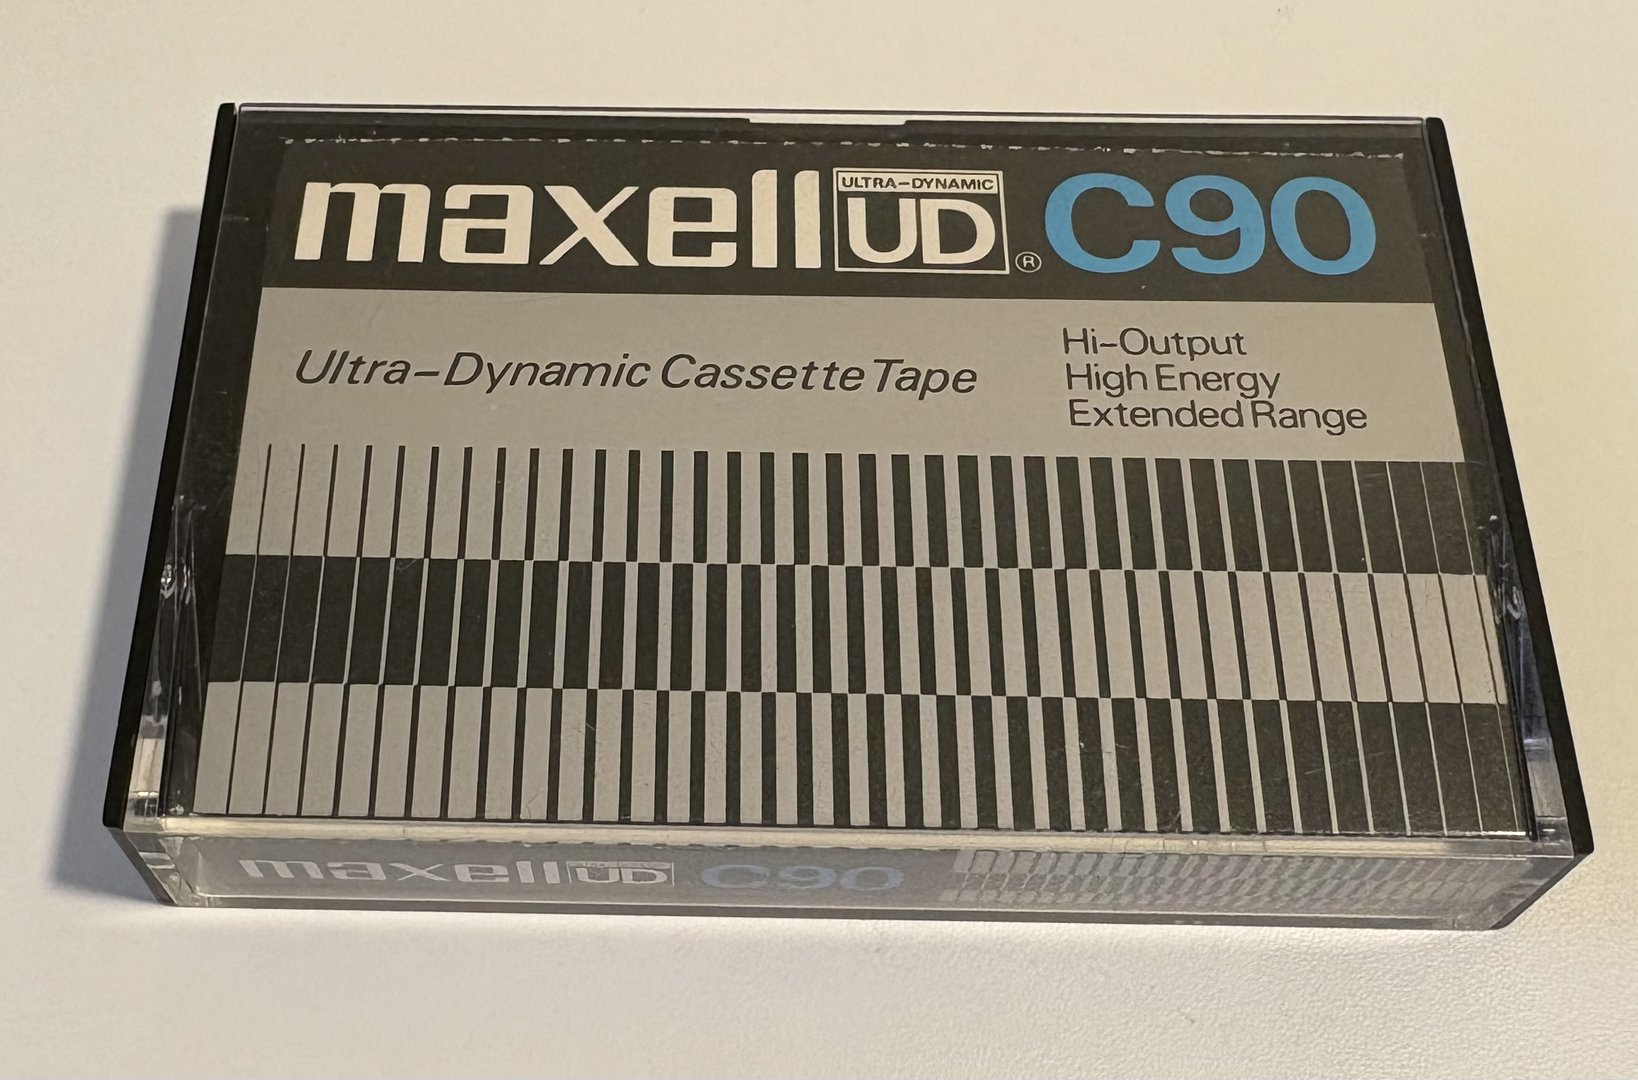 maxell ULTRA-DYNAMIC UD ® C90
Ultra-Dynamic Cassette Tape
Hi-Output
High Energy
Extended Range
maxell UD C90